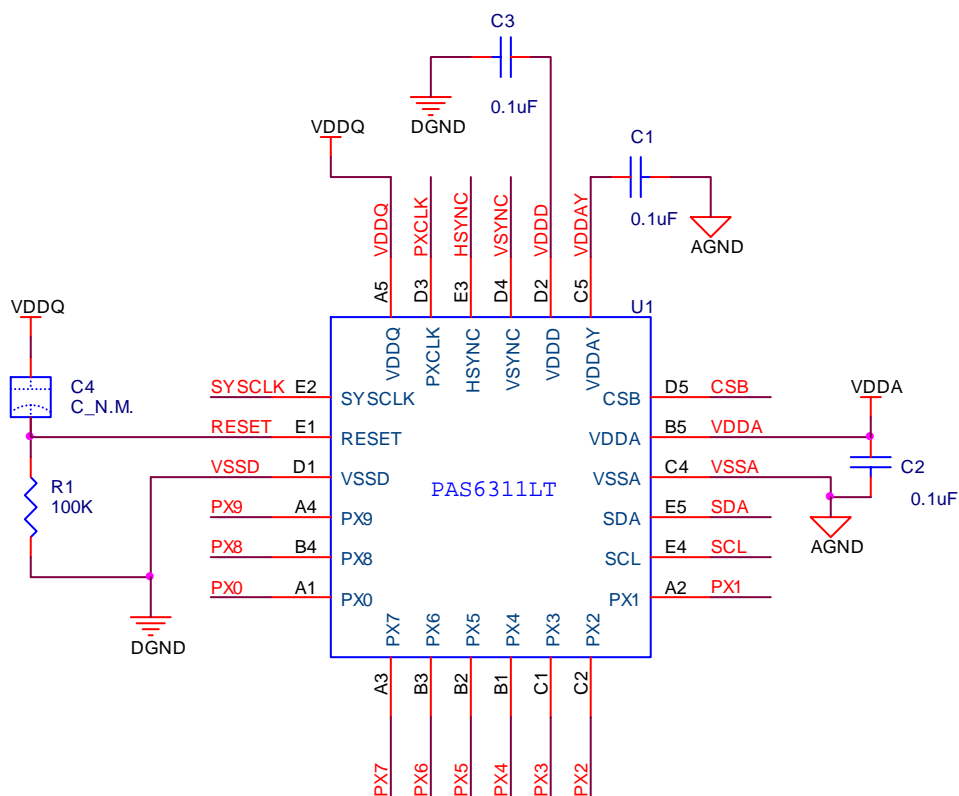 C3
0.1uF
DGND
VDDQ
C1
0.1uF
AGND
VDDQ
PXCLK
HSYNC
VSYNC
VDDD
VDDAY
A5
D3
E3
D4
D2
C5
U1
VDDQ
PXCLK
HSYNC
VSYNC
VDDD
VDDAY
VDDQ
C4
C_N.M.
R1
100K
DGND
SYSCLK E2 SYSCLK
RESET E1 RESET
VSSD D1 VSSD
PX9 A4 PX9
PX8 B4 PX8
PX0 A1 PX0
PAS6311LT
CSB D5 CSB
VDDA B5 VDDA
VSSA C4 VSSA
SDA E5 SDA
SCL E4 SCL
PX1 A2 PX1
VDDA
C2
0.1uF
AGND
PX7
PX6
PX5
PX4
PX3
PX2
A3
B3
B2
B1
C1
C2
PX7
PX6
PX5
PX4
PX3
PX2